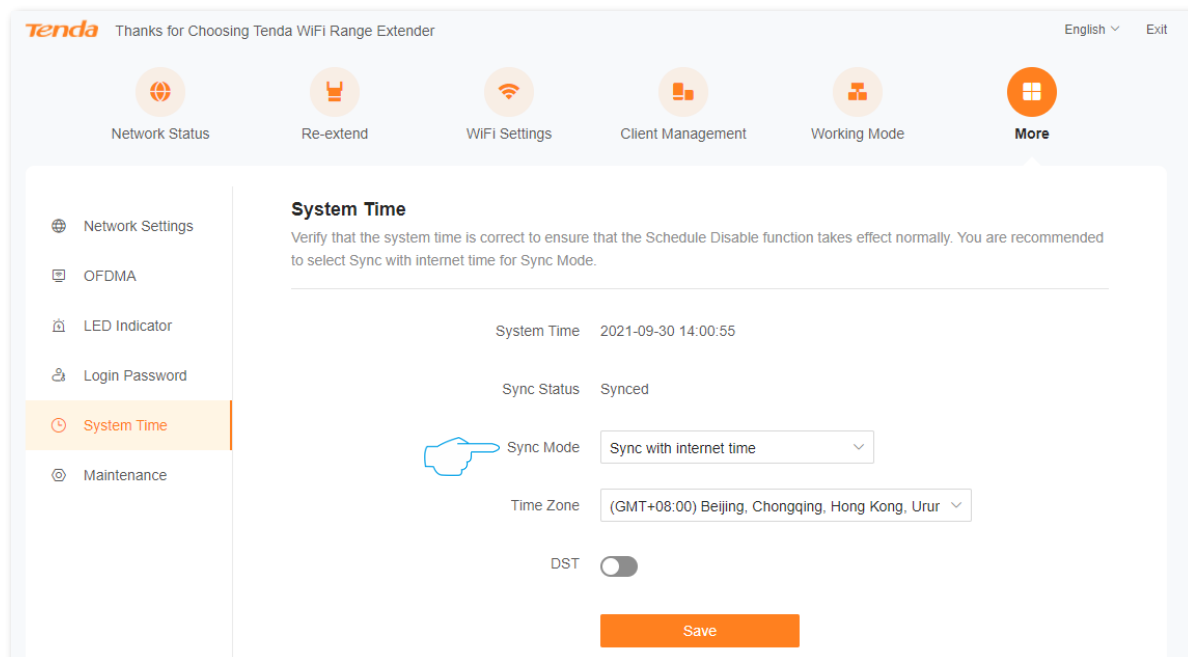 Tenda Thanks for Choosing Tenda WiFi Range Extender English Exit
Network Status Re-extend WiFi Settings Client Management Working Mode More
System Time
Verify that the system time is correct to ensure that the Schedule Disable function takes effect normally. You are recommended
to select Sync with internet time for Sync Mode.
Network Settings
OFDMA
LED Indicator
Login Password
System Time
Maintenance
System Time 2021-09-30 14:00:55
Sync Status Synced
Sync Mode Sync with internet time
Time Zone (GMT+08:00) Beijing, Chongqing, Hong Kong, Urur
DST
Save